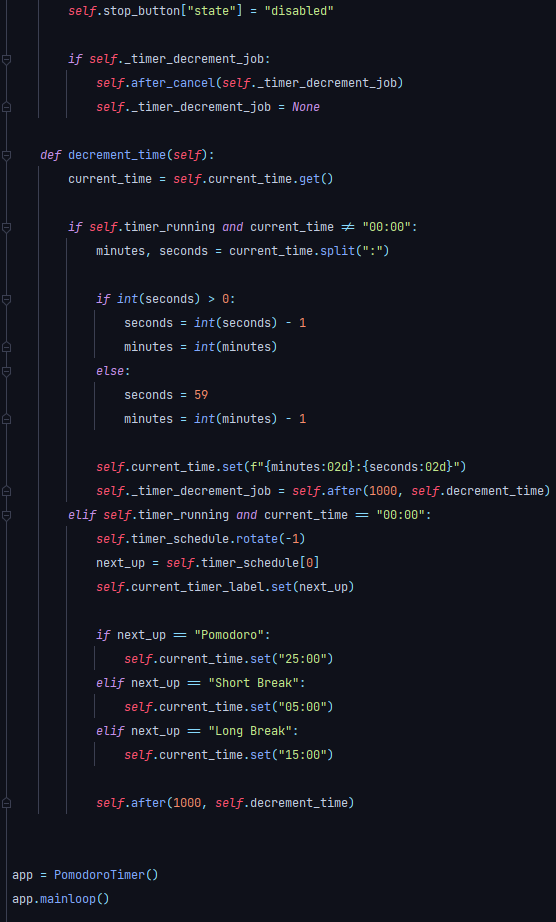 self.stop_button["state"] = "disabled"

        if self._timer_decrement_job:
            self.after_cancel(self._timer_decrement_job)
            self._timer_decrement_job = None

    def decrement_time(self):
        current_time = self.current_time.get()

        if self.timer_running and current_time ≠ "00:00":
            minutes, seconds = current_time.split(":")

            if int(seconds) > 0:
                seconds = int(seconds) - 1
                minutes = int(minutes)
            else:
                seconds = 59
                minutes = int(minutes) - 1

            self.current_time.set(f"{minutes:02d}:{seconds:02d}")
            self._timer_decrement_job = self.after(1000, self.decrement_time)
        elif self.timer_running and current_time == "00:00":
            self.timer_schedule.rotate(-1)
            next_up = self.timer_schedule[0]
            self.current_timer_label.set(next_up)

            if next_up == "Pomodoro":
                self.current_time.set("25:00")
            elif next_up == "Short Break":
                self.current_time.set("05:00")
            elif next_up == "Long Break":
                self.current_time.set("15:00")

            self.after(1000, self.decrement_time)


app = PomodoroTimer()
app.mainloop()